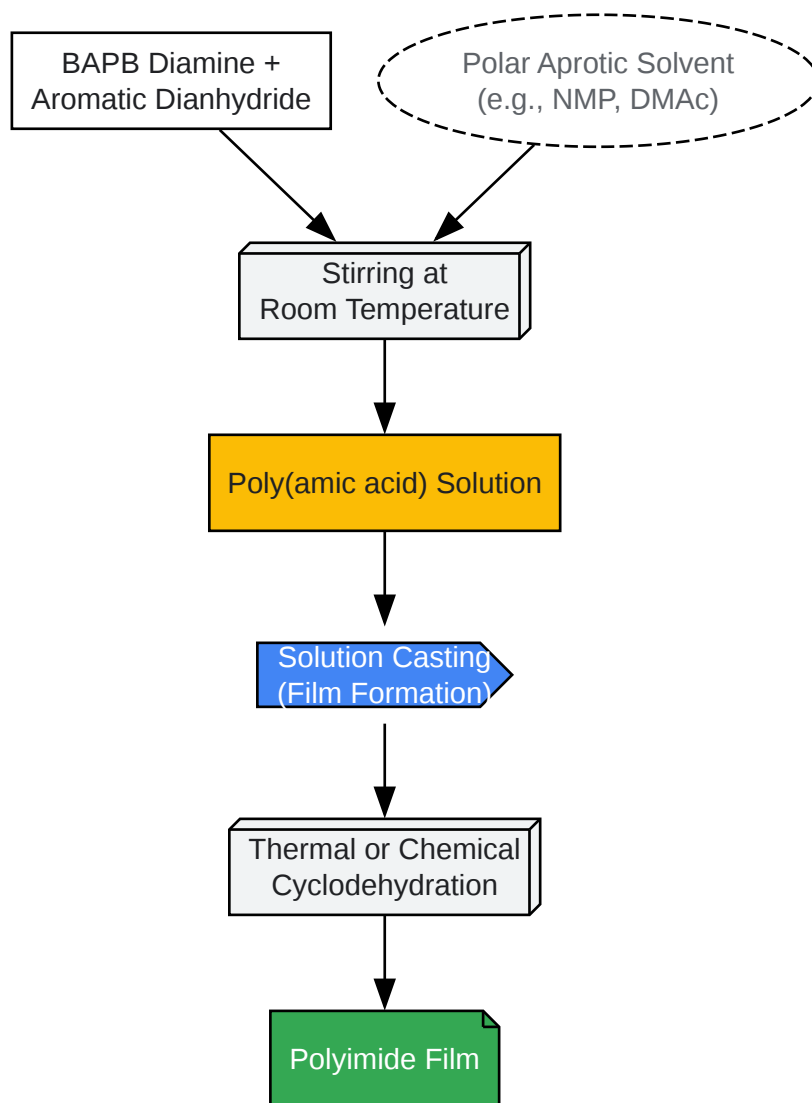 BAPB Diamine +
Aromatic Dianhydride
Polar Aprotic Solvent
(e.g., NMP, DMAc)
Stirring at
Room Temperature
Poly(amic acid) Solution
Solution Casting
(Film Formation)
Thermal or Chemical
Cyclodehydration
Polyimide Film